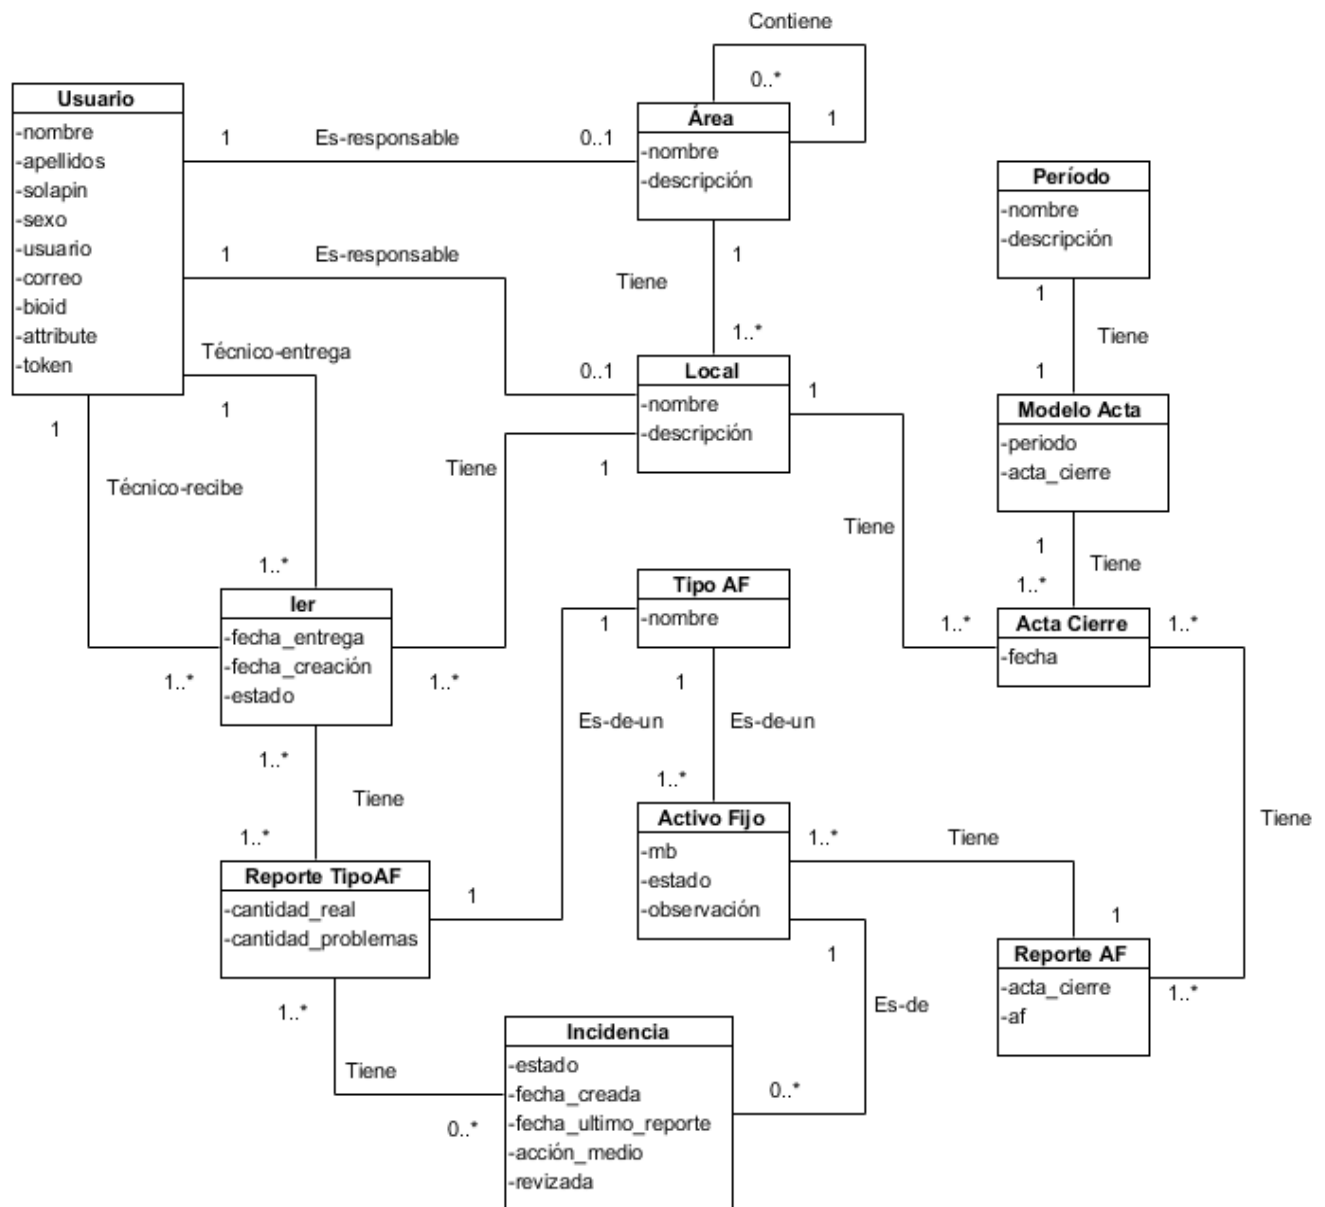 Contiene
0..*
1
Usuario
-nombre
-apellidos
-solapin
-sexo
-usuario
-correo
-bioid
-attribute
-token
1
Es-responsable
0..1
Área
-nombre
-descripción
Período
-nombre
-descripción
1
Es-responsable
0..1
1
Tiene
1..*
1
Tiene
1
Técnico-entrega
1
1..*
1
Técnico-recibe
1..*
Local
-nombre
-descripción
1
Tiene
1..*
1
Tiene
1..*
Modelo Acta
-periodo
-acta_cierre
1
Tiene
1..*
Ier
-fecha_entrega
-fecha_creación
-estado
Tipo AF
-nombre
Acta Cierre
-fecha
1..*
1
Es-de-un
1
1
Es-de-un
1..*
1..*
Tiene
1..*
Tiene
1..*
Activo Fijo
-mb
-estado
-observación
1..*
Tiene
1
Reporte TipoAF
-cantidad_real
-cantidad_problemas
Reporte AF
-acta_cierre
-af
1
Es-de
0..*
1..*
Tiene
0..*
Incidencia
-estado
-fecha_creada
-fecha_ultimo_reporte
-acción_medio
-revizada